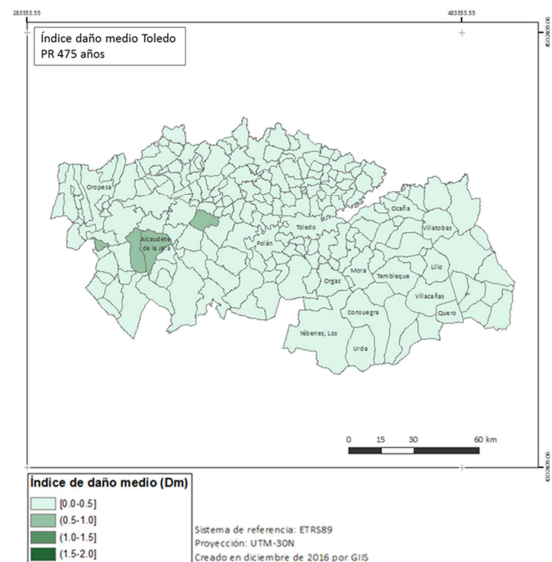 283553.55
483553.55
Índice daño medio Toledo
PR 475 años
Oropesa
Ocaña
Villatobas
Toledo
Alcaudete
de la Jara
Polán
Lillo
Mora
Tembleque
Orgaz
Villacañas
Consuegra
Quero
Yébenes, Los
Urda
0 15 30 60 km
Índice de daño medio (Dm)
[0.0-0.5]
(0.5-1.0]
(1.0-1.5]
(1.5-2.0]
Sistema de referencia: ETRS89
Proyección: UTM-30N
Creado en diciembre de 2016 por GIIS